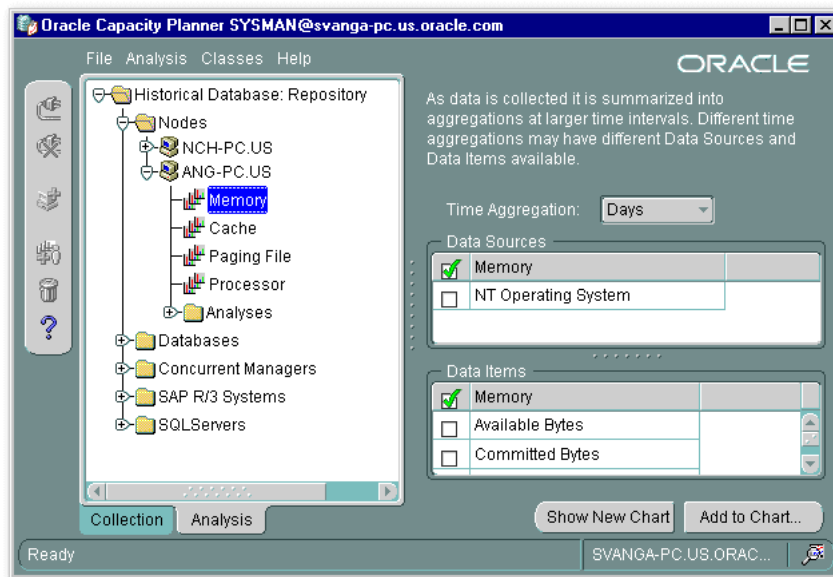 Oracle Capacity Planner SYSMAN@svanga-pc.us.oracle.com
File Analysis Classes Help
ORACLE
Historical Database: Repository
Nodes
NCH-PC.US
ANG-PC.US
Memory
Cache
Paging File
Processor
Analyses
Databases
Concurrent Managers
SAP R/3 Systems
SQLServers
Collection
Analysis
As data is collected it is summarized into
aggregations at larger time intervals. Different time
aggregations may have different Data Sources and
Data Items available.
Time Aggregation: Days
Data Sources
Memory
NT Operating System
Data Items
Memory
Available Bytes
Committed Bytes
Show New Chart
Add to Chart...
Ready
SVANGA-PC.US.ORAC...